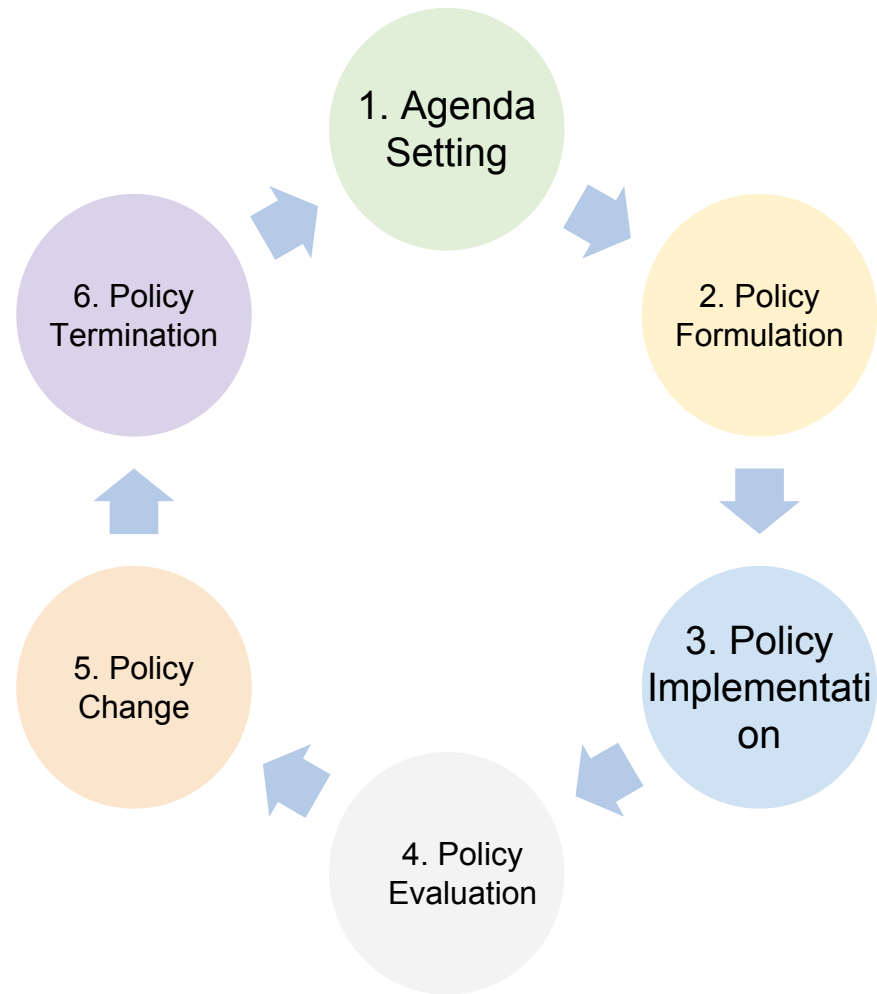 1. Agenda
Setting
2. Policy
Formulation
3. Policy
Implementati
on
4. Policy
Evaluation
5. Policy
Change
6. Policy
Termination